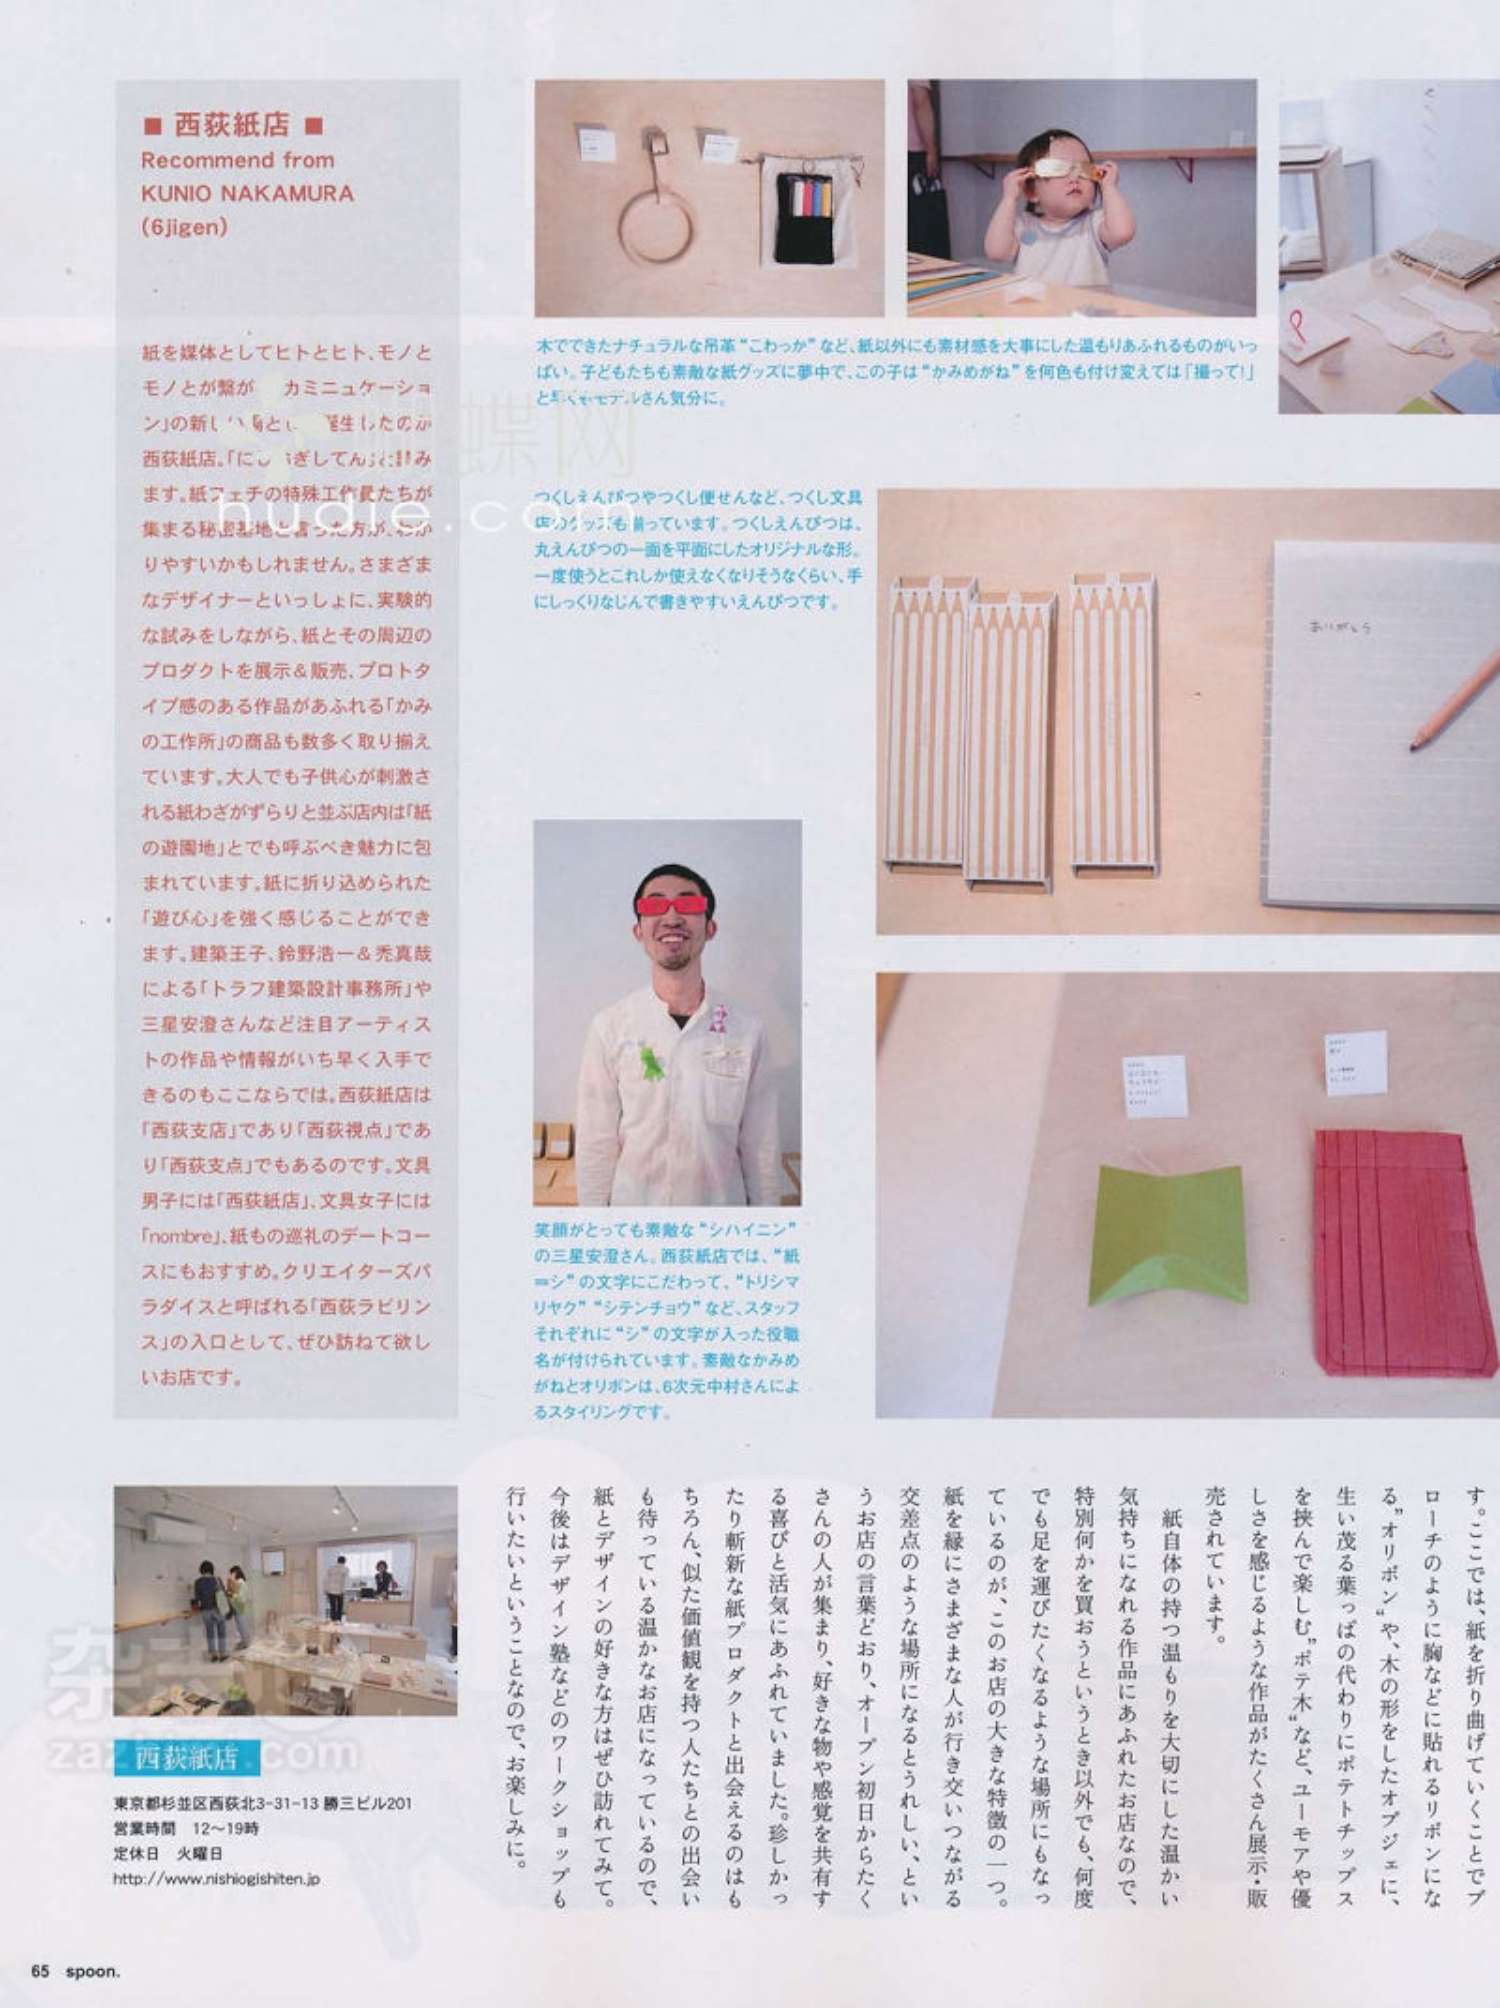 ■ 西荻紙店 ■
Recommend from
KUNIO NAKAMURA
(6jigen)
紙を媒体としてヒトとヒト、モノと
モノとが繋が カミニュケーショ
ン」の新し
西荻紙店。「に
ます。紙フェチの特殊工作員たちが
集まる秘密基地と言った方が、わか
りやすいかもしれません。さまざま
なデザイナーといっしょに、実験的
な試みをしながら、紙とその周辺の
プロダクトを展示＆販売、プロトタ
イプ感のある作品があふれる「かみ
の工作所」の商品も数多く取り揃え
ています。大人でも子供心が刺激さ
れる紙わざがずらりと並ぶ店内は「紙
の遊園地」とでも呼ぶべき魅力に包
まれています。紙に折り込められた
「遊び心」を強く感じることができ
ます。建築王子、鈴野浩一＆禿真哉
による「トラフ建築設計事務所」や
三星安澄さんなど注目アーティス
トの作品や情報がいち早く入手で
きるのもここならでは。西荻紙店は
「西荻支店」であり「西荻視点」であ
り「西荻支点」でもあるのです。文具
男子には「西荻紙店」、文具女子には
「nombre」、紙もの巡礼のデートコー
スにもおすすめ。クリエイターズパ
ラダイスと呼ばれる「西荻ラビリン
ス」の入口として、ぜひ訪ねて欲し
いお店です。
木でできたナチュラルな吊革“こわっか”など、紙以外にも素材感を大事にした温もりあふれるものがいっ
ぱい。子どもたちも素敵な紙グッズに夢中で、この子は“かみめがね”を何色も付け変えては「撮って!」
モデルさん気分に。
つくしえんぴつやつくし便せんなど、つくし文具
店のグッズも揃っています。つくしえんぴつは、
丸えんぴつの一面を平面にしたオリジナルな形。
一度使うとこれしか使えなくなりそうなくらい、手
にしっくりなじんで書きやすいえんぴつです。
ありがとう
笑顔がとっても素敵な“シハイニン”
の三星安澄さん。西荻紙店では、“紙
＝シ”の文字にこだわって、“トリシマ
リヤク”“シテンチョウ”など、スタッフ
それぞれに“シ”の文字が入った役職
名が付けられています。素敵なかみめ
がねとオリボンは、6次元中村さんによ
るスタイリングです。
す。ここでは、紙を折り曲げていくことでブ
ローチのように胸などに貼れるリボンにな
る“オリボン”や、木の形をしたオブジェに、
生い茂る葉っぱの代わりにポテトチップス
を挟んで楽しむ“ポテ木”など、ユーモアや優
しさを感じるような作品がたくさん展示・販
売されています。
紙自体の持つ温もりを大切にした温かい
気持ちになれる作品にあふれたお店なので、
特別何かを買おうというとき以外でも、何度
でも足を運びたくなるような場所にもなっ
ているのが、このお店の大きな特徴の一つ。
紙を縁にさまざまな人が行き交いつながる
交差点のような場所になるとうれしい、とい
うお店の言葉どおり、オープン初日からたく
さんの人が集まり、好きな物や感覚を共有す
る喜びと活気にあふれていました。珍しかっ
たり斬新な紙プロダクトと出会えるのはも
ちろん、似た価値観を持つ人たちとの出会い
も待っている温かなお店になっているので、
紙とデザインの好きな方はぜひ訪れてみて。
今後はデザイン塾などのワークショップも
行いたいということなので、お楽しみに。
西荻紙店
東京都杉並区西荻北3-31-13 勝三ビル201
営業時間 12〜19時
定休日 火曜日
http://www.nishiogishiten.jp
65 spoon.
hudie.com